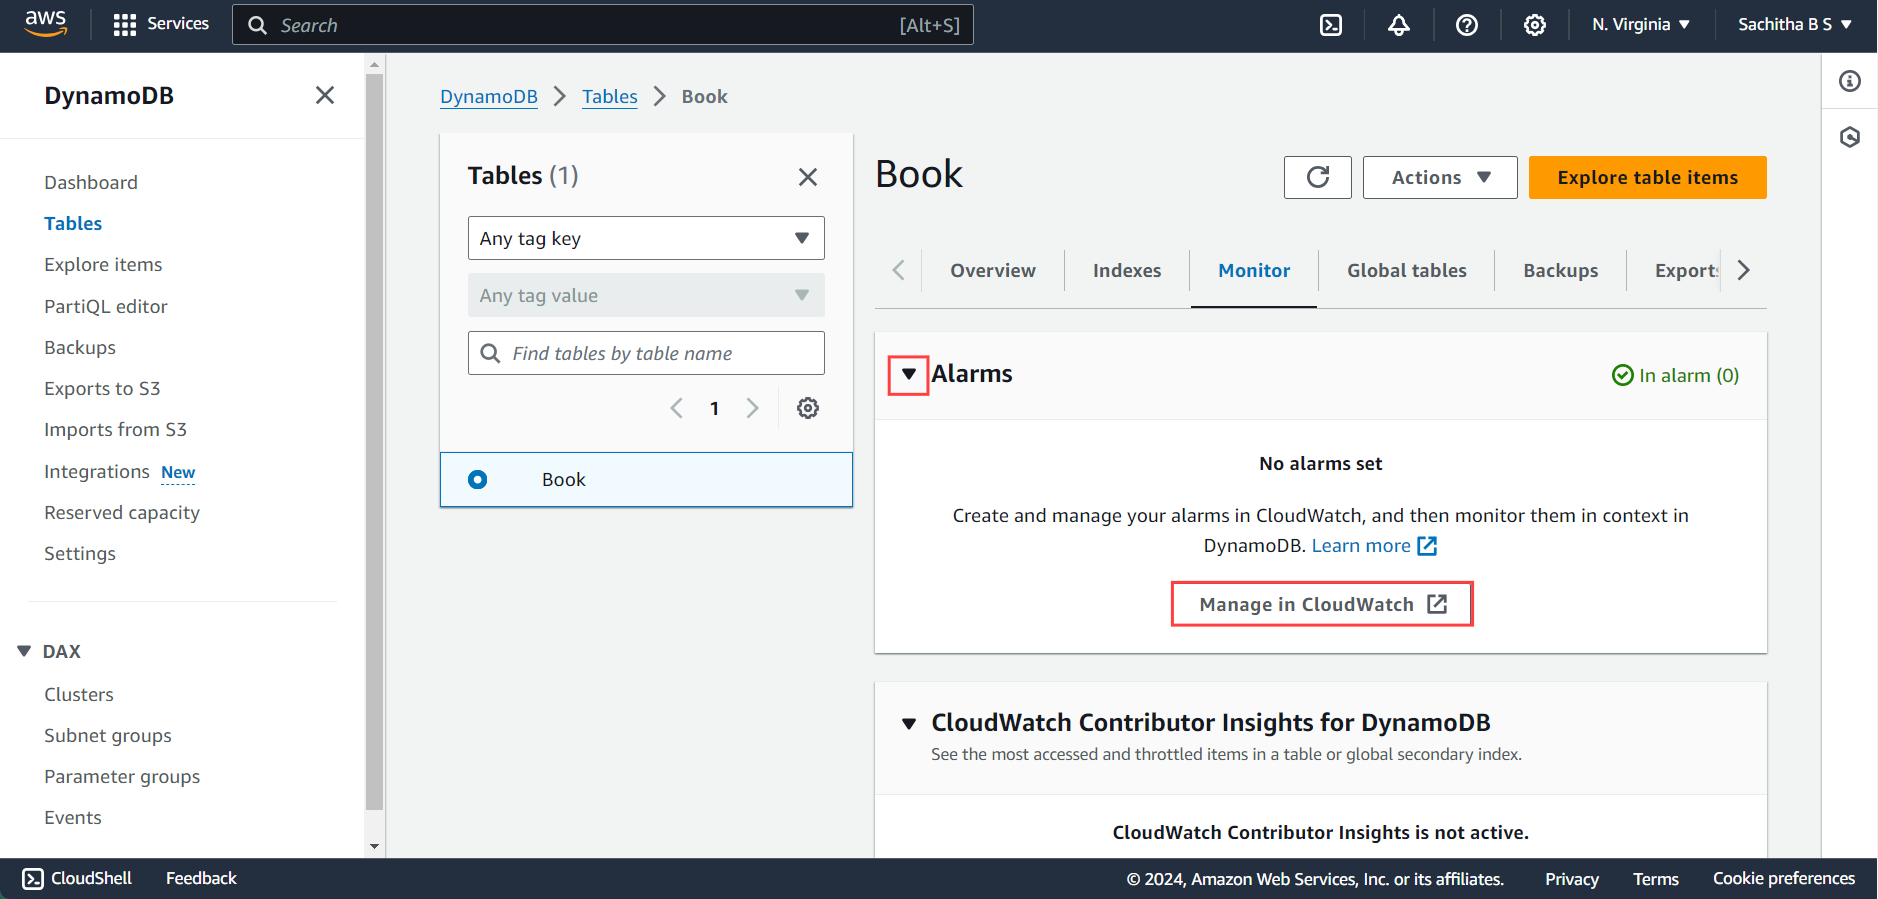 aws
Services
Search
[Alt+S]
N. Virginia
Sachitha B S
DynamoDB
Dashboard
Tables
Explore items
PartiQL editor
Backups
Exports to S3
Imports from S3
Integrations New
Reserved capacity
Settings
DAX
Clusters
Subnet groups
Parameter groups
Events
DynamoDB
Tables
Book
Tables (1)
Any tag key
Any tag value
Find tables by table name
1
Book
Book
Actions
Explore table items
Overview
Indexes
Monitor
Global tables
Backups
Exports
Alarms
In alarm (0)
No alarms set
Create and manage your alarms in CloudWatch, and then monitor them in context in
DynamoDB. Learn more
Manage in CloudWatch
CloudWatch Contributor Insights for DynamoDB
See the most accessed and throttled items in a table or global secondary index.
CloudWatch Contributor Insights is not active.
CloudShell
Feedback
© 2024, Amazon Web Services, Inc. or its affiliates.
Privacy
Terms
Cookie preferences